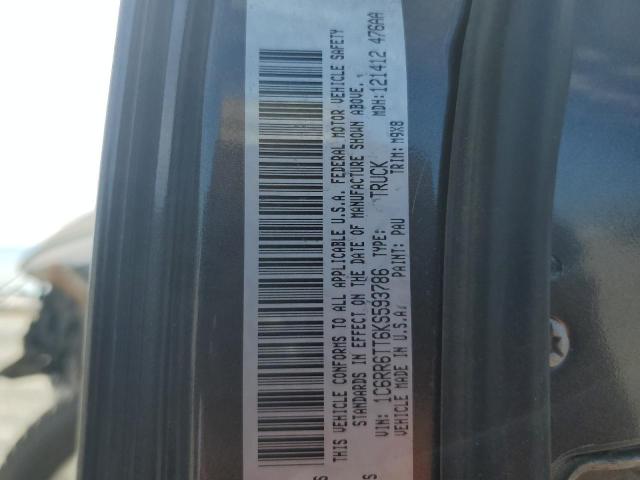 THIS VEHICLE CONFORMS TO ALL APPLICABLE U.S.A. FEDERAL MOTOR VEHICLE SAFETY
STANDARDS IN EFFECT ON THE DATE OF MANUFACTURE SHOWN ABOVE.
VIN: 1C6RR6TT6KS593786 TYPE: TRUCK MDH:121412 476AA
VEHICLE MADE IN U.S.A. PAINT: PAU TRIM: M9X8